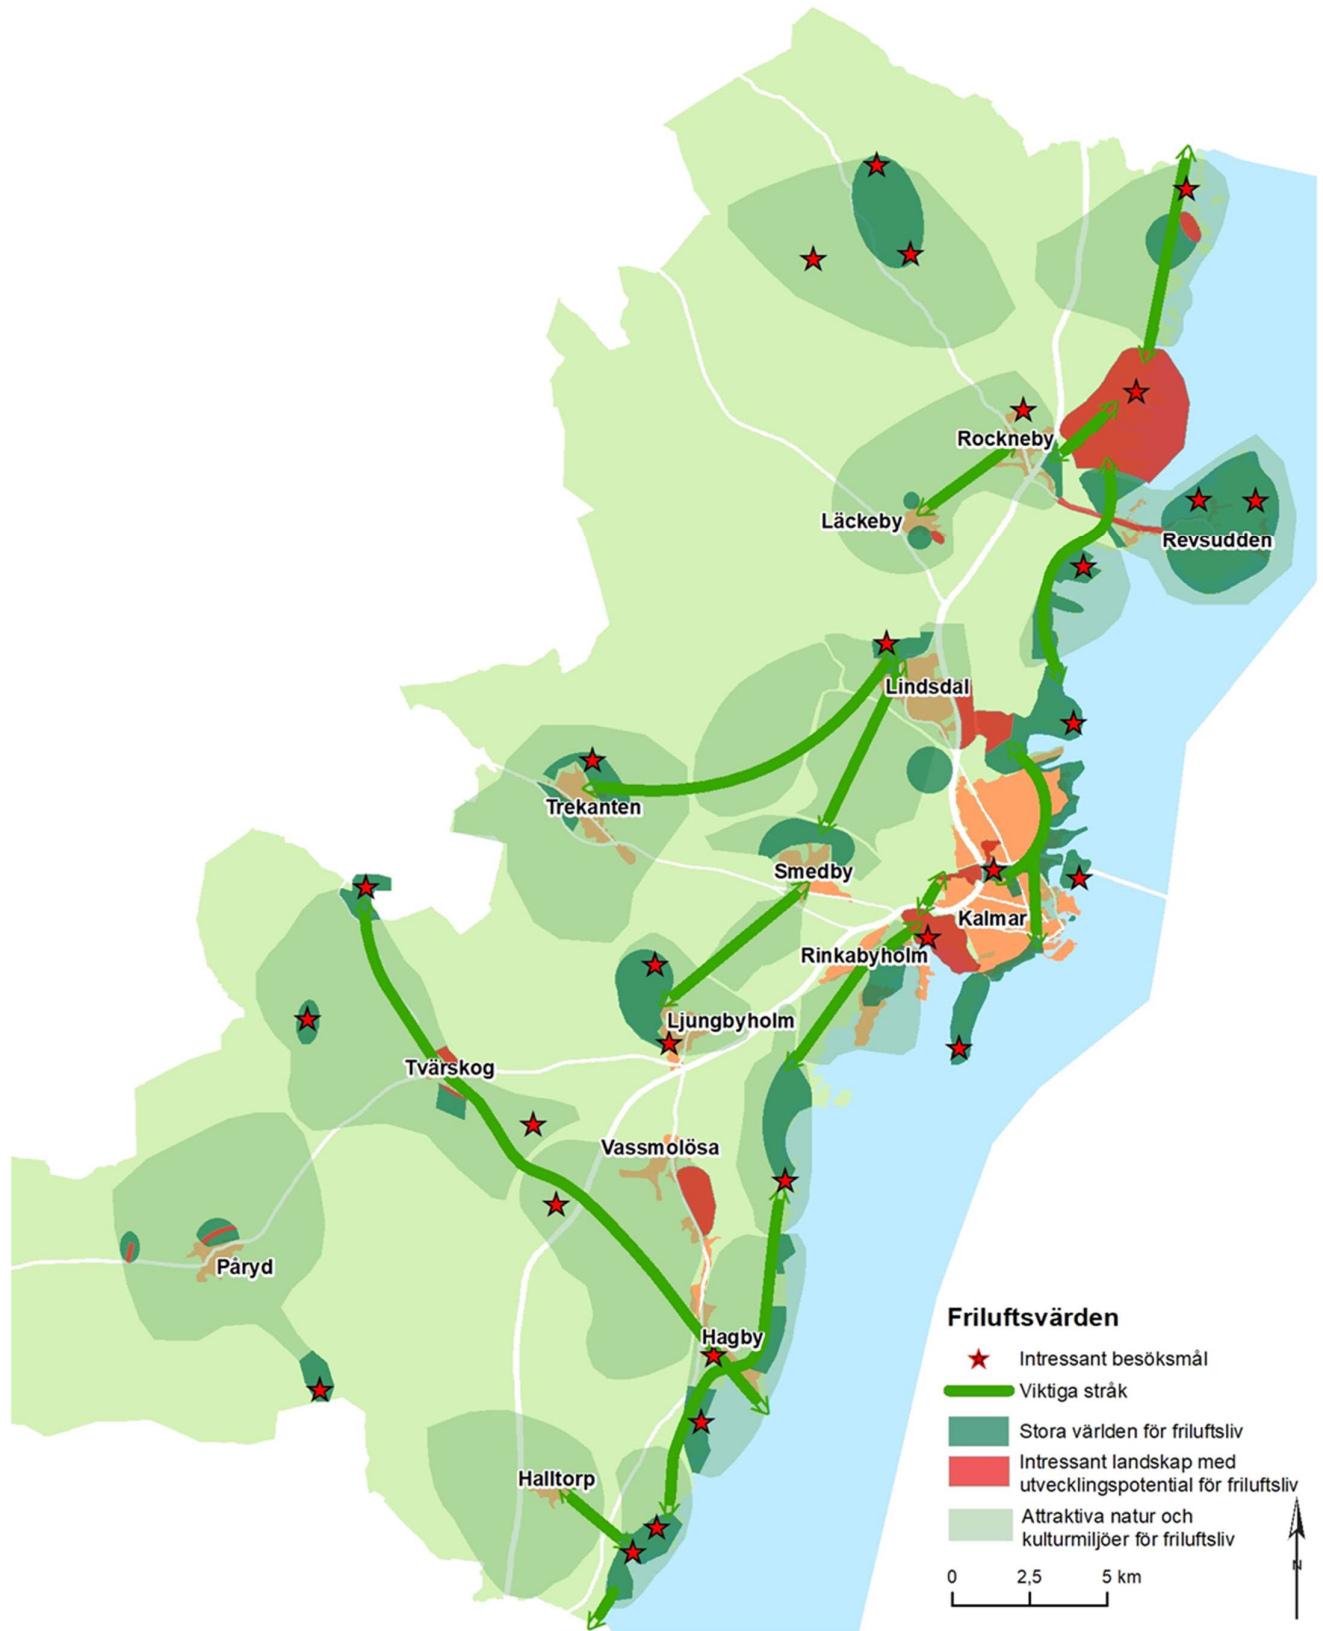 Rockneby
Läckeby
Revsudden
Lindsdal
Trekanten
Smedby
Kalmar
Rinkabyholm
Ljungbyholm
Tvärskog
Vassmolösa
Påryd
Hagby
Halltorp
Friluftsvärden
Intressant besöksmål
Viktiga stråk
Stora världen för friluftsliv
Intressant landskap med
utvecklingspotential för friluftsliv
Attraktiva natur och
kulturmiljöer för friluftsliv
0 2,5 5 km
N